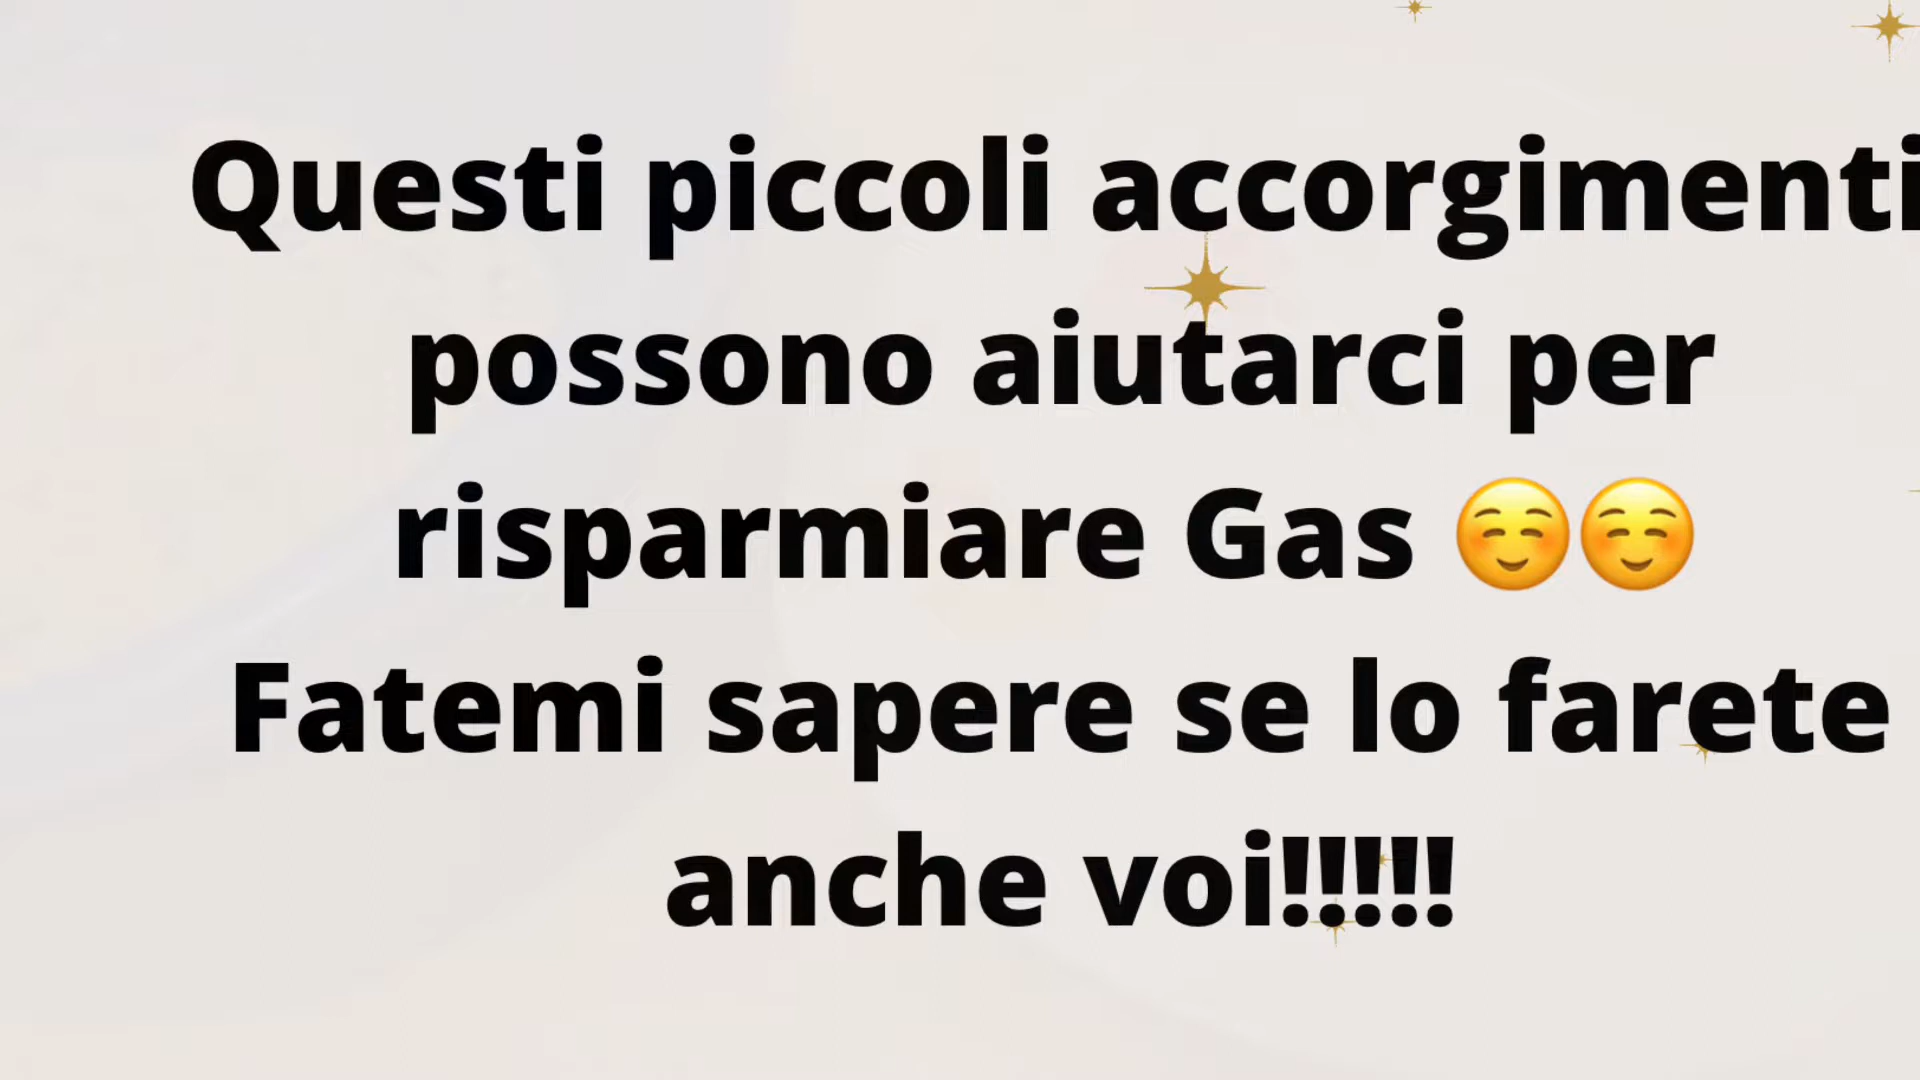 Questi piccoli accorgimenti
possono aiutarci per
risparmiare Gas ☺️☺️
Fatemi sapere se lo farete
anche voi!!!!!